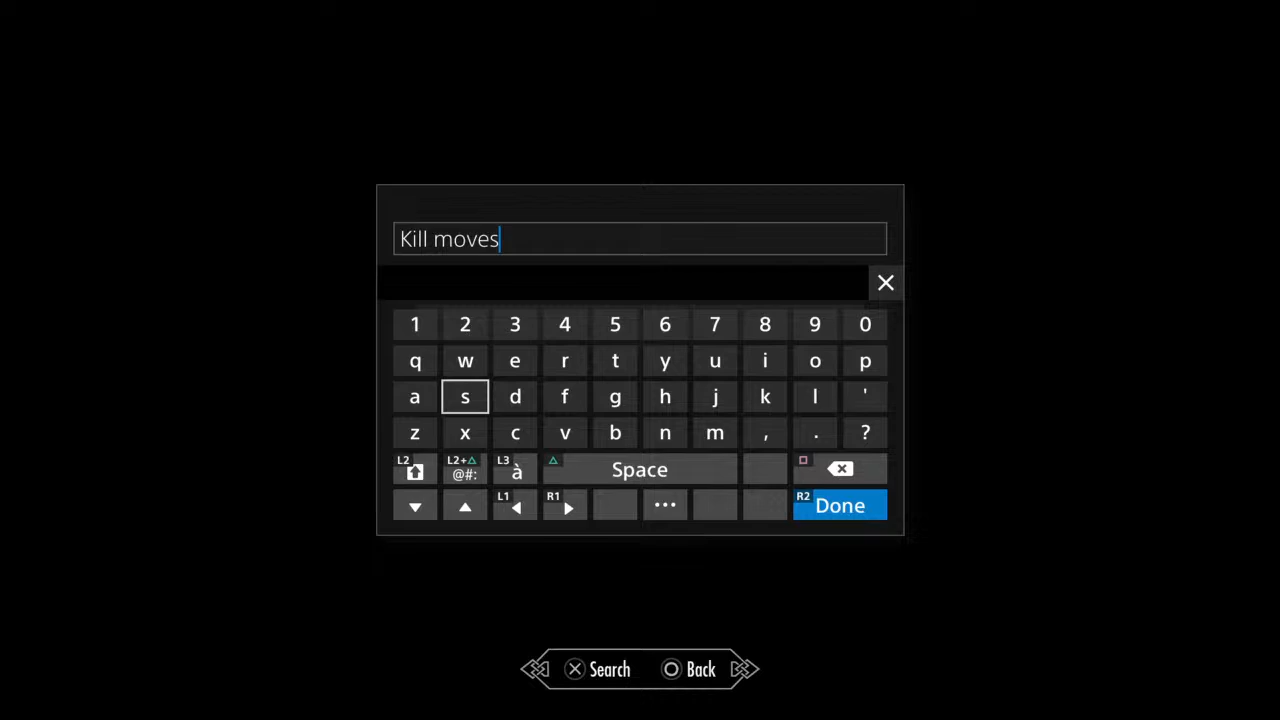 Kill moves
1 2 3 4 5 6 7 8 9 0
q w e r t y u i o p
a s d f g h j k l '
z x c v b n m , . ?
L2 L2+△ @#: L3 à △ Space
L1 R1 ... R2 Done
Search Back